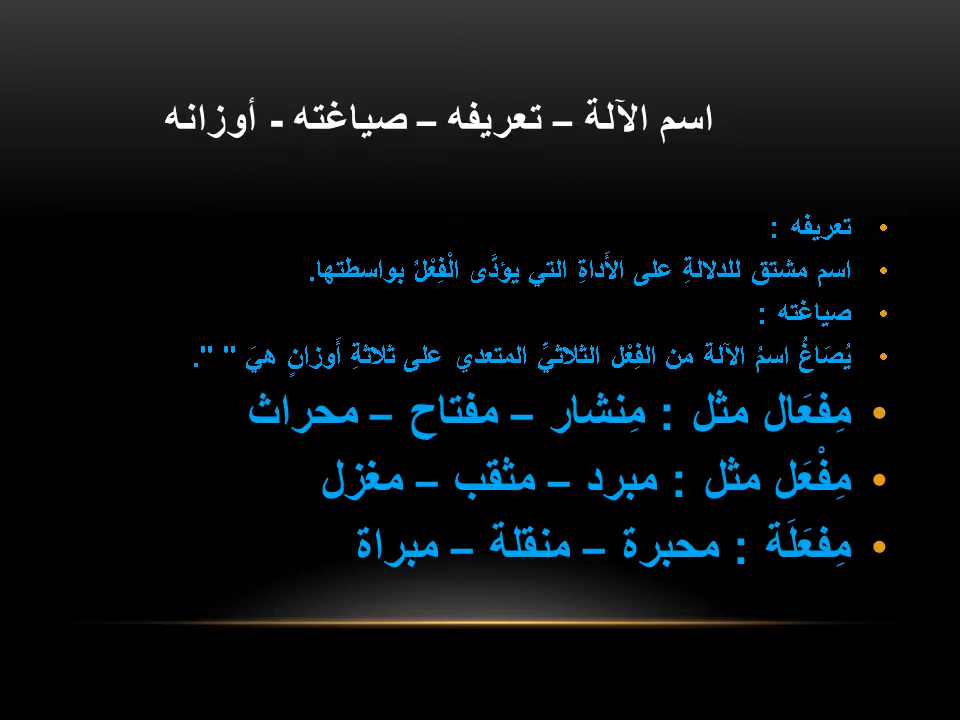 اسم الآلة – تعريفه – صياغته - أوزانه
• تعريفه :
• اسم مشتق للدلالةِ على الأَداةِ التي يؤدَّى الْفِعْلُ بواسطتها.
• صياغته :
• يُصَاغُ اسمُ الآلة من الفِعْل الثلاثيِّ المتعدي على ثلاثةِ أَوزانٍ هيَ " ".
• مِفعَال مثل : مِنشار – مفتاح – محراث
• مِفْعَل مثل : مبرد – مثقب – مغزل
• مِفعَلَة : محبرة – منقلة – مبراة